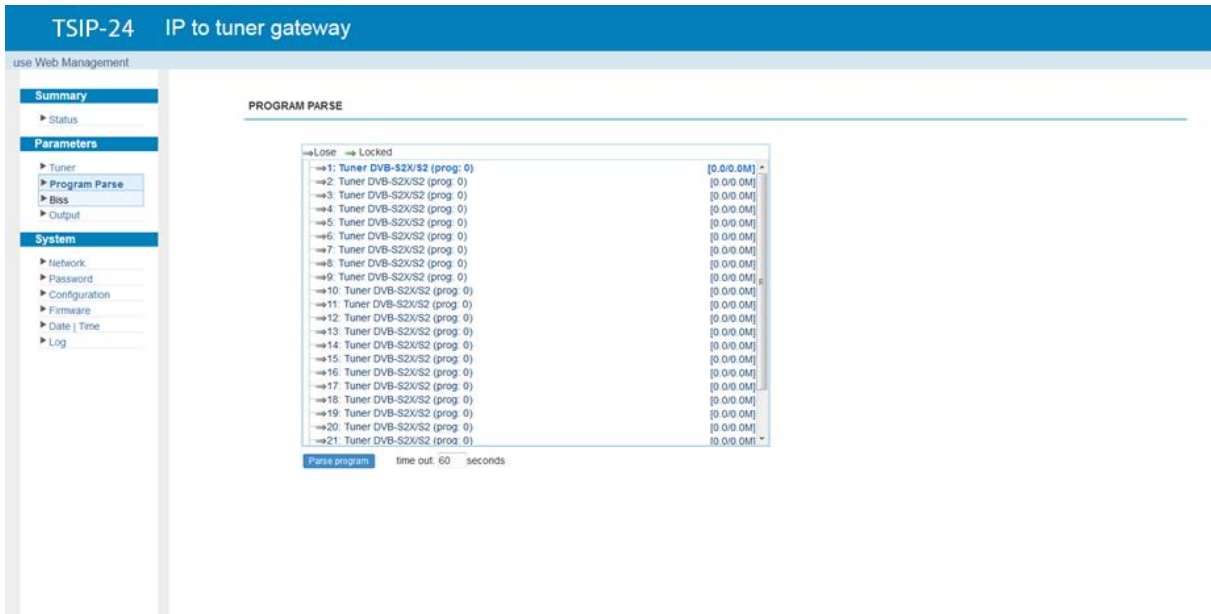 TSIP-24 IP to tuner gateway
use Web Management
Summary
Status
Parameters
Tuner
Program Parse
Biss
Output
System
Network
Password
Configuration
Firmware
Date | Time
Log
PROGRAM PARSE
⇒Lose ⇒ Locked
⇒1: Tuner DVB-S2X/S2 (prog: 0) [0.0/0.0M]
⇒2: Tuner DVB-S2X/S2 (prog: 0) [0.0/0.0M]
⇒3: Tuner DVB-S2X/S2 (prog: 0) [0.0/0.0M]
⇒4: Tuner DVB-S2X/S2 (prog: 0) [0.0/0.0M]
⇒5: Tuner DVB-S2X/S2 (prog: 0) [0.0/0.0M]
⇒6: Tuner DVB-S2X/S2 (prog: 0) [0.0/0.0M]
⇒7: Tuner DVB-S2X/S2 (prog: 0) [0.0/0.0M]
⇒8: Tuner DVB-S2X/S2 (prog: 0) [0.0/0.0M]
⇒9: Tuner DVB-S2X/S2 (prog: 0) [0.0/0.0M]
⇒10: Tuner DVB-S2X/S2 (prog: 0) [0.0/0.0M]
⇒11: Tuner DVB-S2X/S2 (prog: 0) [0.0/0.0M]
⇒12: Tuner DVB-S2X/S2 (prog: 0) [0.0/0.0M]
⇒13: Tuner DVB-S2X/S2 (prog: 0) [0.0/0.0M]
⇒14: Tuner DVB-S2X/S2 (prog: 0) [0.0/0.0M]
⇒15: Tuner DVB-S2X/S2 (prog: 0) [0.0/0.0M]
⇒16: Tuner DVB-S2X/S2 (prog: 0) [0.0/0.0M]
⇒17: Tuner DVB-S2X/S2 (prog: 0) [0.0/0.0M]
⇒18: Tuner DVB-S2X/S2 (prog: 0) [0.0/0.0M]
⇒19: Tuner DVB-S2X/S2 (prog: 0) [0.0/0.0M]
⇒20: Tuner DVB-S2X/S2 (prog: 0) [0.0/0.0M]
⇒21: Tuner DVB-S2X/S2 (prog: 0) [0.0/0.0M]
Parse program time out: 60 seconds